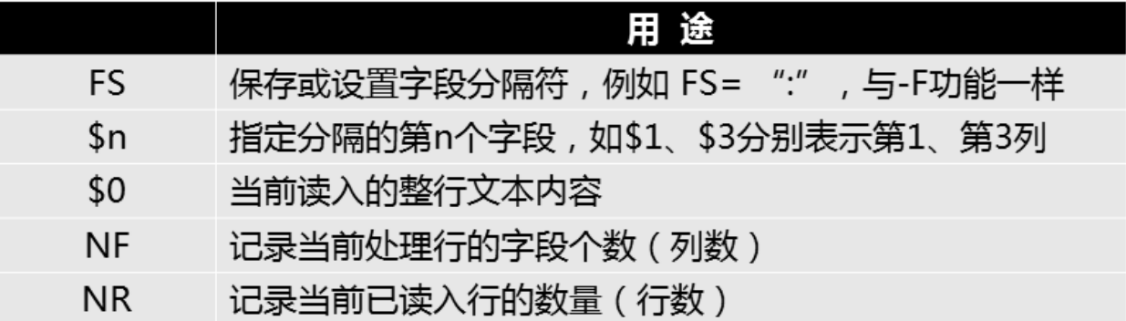 用 途
FS 保存或设置字段分隔符，例如 FS= “:” ，与-F功能一样
$n 指定分隔的第n个字段，如$1、$3分别表示第1、第3列
$0 当前读入的整行文本内容
NF 记录当前处理行的字段个数（列数）
NR 记录当前已读入行的数量（行数）